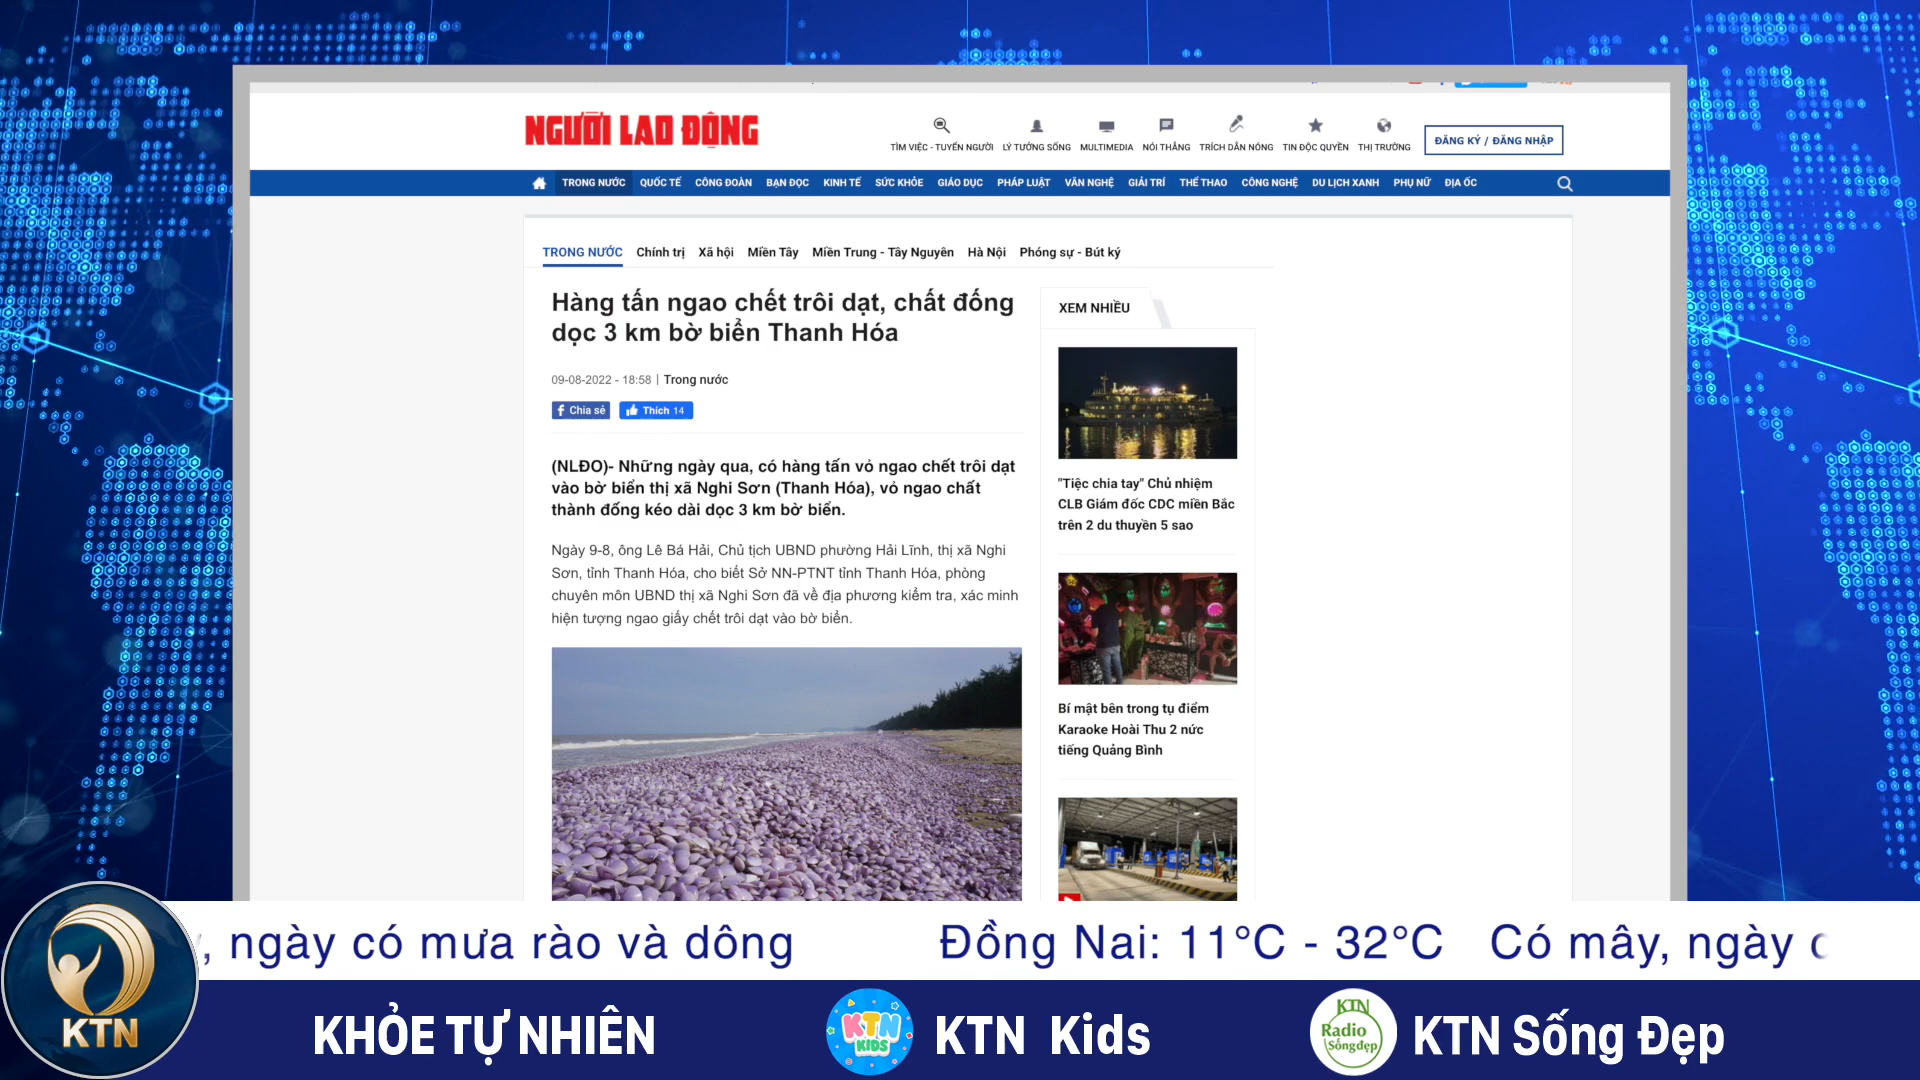 NGƯỜI LAO ĐỘNG
TÌM VIỆC - TUYỂN NGƯỜI LÝ TƯỞNG SỐNG MULTIMEDIA NÓI THẲNG TRÍCH DẪN NÓNG TIN ĐỘC QUYỀN THỊ TRƯỜNG
ĐĂNG KÝ / ĐĂNG NHẬP
TRONG NƯỚC QUỐC TẾ CÔNG ĐOÀN BẠN ĐỌC KINH TẾ SỨC KHỎE GIÁO DỤC PHÁP LUẬT VĂN NGHỆ GIẢI TRÍ THỂ THAO CÔNG NGHỆ DU LỊCH XANH PHỤ NỮ ĐỊA ỐC
TRONG NƯỚC Chính trị Xã hội Miền Tây Miền Trung - Tây Nguyên Hà Nội Phóng sự - Bút ký
Hàng tấn ngao chết trôi dạt, chất đống
dọc 3 km bờ biển Thanh Hóa
09-08-2022 - 18:58 | Trong nước
Chia sẻ Thích 14
(NLĐO)- Những ngày qua, có hàng tấn vỏ ngao chết trôi dạt
vào bờ biển thị xã Nghi Sơn (Thanh Hóa), vỏ ngao chất
thành đống kéo dài dọc 3 km bờ biển.
Ngày 9-8, ông Lê Bá Hải, Chủ tịch UBND phường Hải Lĩnh, thị xã Nghi
Sơn, tỉnh Thanh Hóa, cho biết Sở NN-PTNT tỉnh Thanh Hóa, phòng
chuyên môn UBND thị xã Nghi Sơn đã về địa phương kiểm tra, xác minh
hiện tượng ngao giấy chết trôi dạt vào bờ biển.
XEM NHIỀU
"Tiệc chia tay" Chủ nhiệm
CLB Giám đốc CDC miền Bắc
trên 2 du thuyền 5 sao
Bí mật bên trong tụ điểm
Karaoke Hoài Thu 2 nức
tiếng Quảng Bình
, ngày có mưa rào và dông Đồng Nai: 11°C - 32°C Có mây, ngày
KTN
KHỎE TỰ NHIÊN
KTN
KIDS
KTN Kids
KTN
Radio
Sốngđẹp
KTN Sống Đẹp